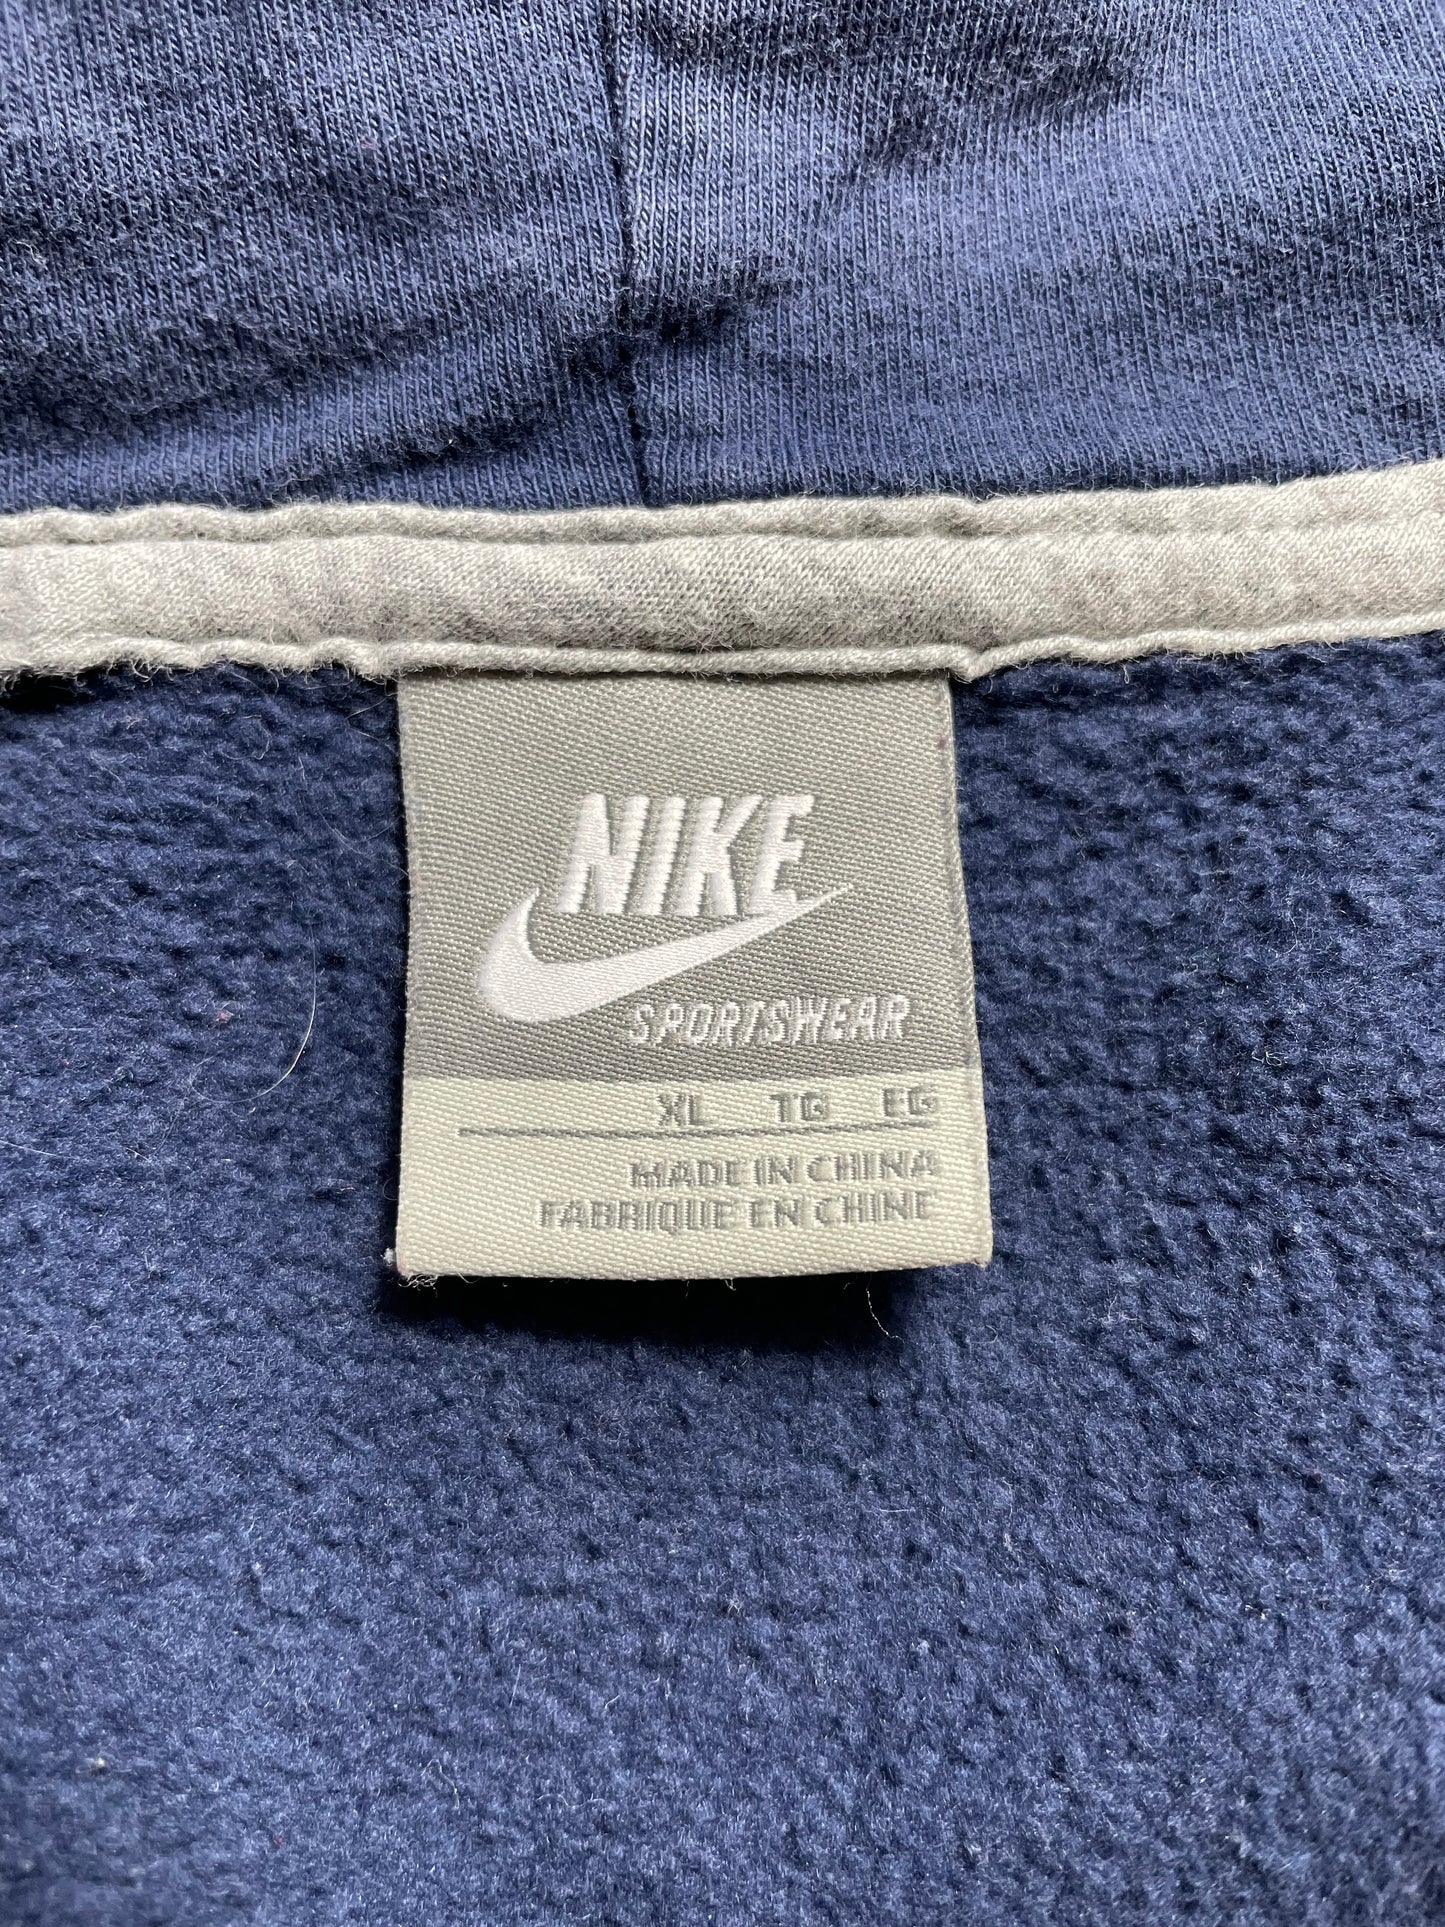 NIKE
SPORTSWEAR
XL TG EG
MADE IN CHINA
FABRIQUE EN CHINE